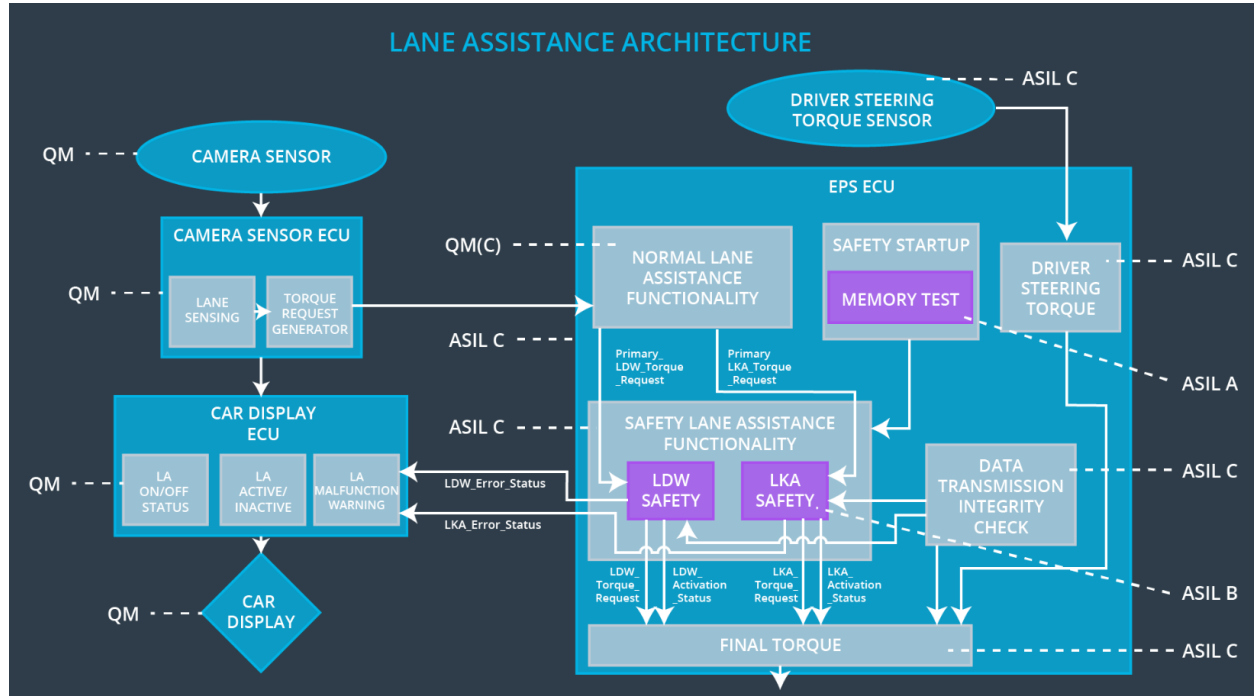 LANE ASSISTANCE ARCHITECTURE
ASIL C
DRIVER STEERING
TORQUE SENSOR
QM
CAMERA SENSOR
EPS ECU
CAMERA SENSOR ECU
QM
LANE
SENSING
TORQUE
REQUEST
GENERATOR
QM(C)
NORMAL LANE
ASSISTANCE
FUNCTIONALITY
SAFETY STARTUP
MEMORY TEST
DRIVER
STEERING
TORQUE
ASIL C
ASIL C
Primary_
LDW_Torque
_Request
Primary
LKA_Torque
_Request
ASIL A
CAR DISPLAY
ECU
QM
LA
ON/OFF
STATUS
LA
ACTIVE/
INACTIVE
LA
MALFUNCTION
WARNING
ASIL C
SAFETY LANE ASSISTANCE
FUNCTIONALITY
LDW
SAFETY
LKA
SAFETY
LDW_Error_Status
LKA_Error_Status
DATA
TRANSMISSION
INTEGRITY
CHECK
ASIL C
LDW_
Torque_
Request
LDW_
Activation
_Status
LKA_
Torque_
Request
LKA_
Activation
_Status
ASIL B
QM
CAR
DISPLAY
FINAL TORQUE
ASIL C